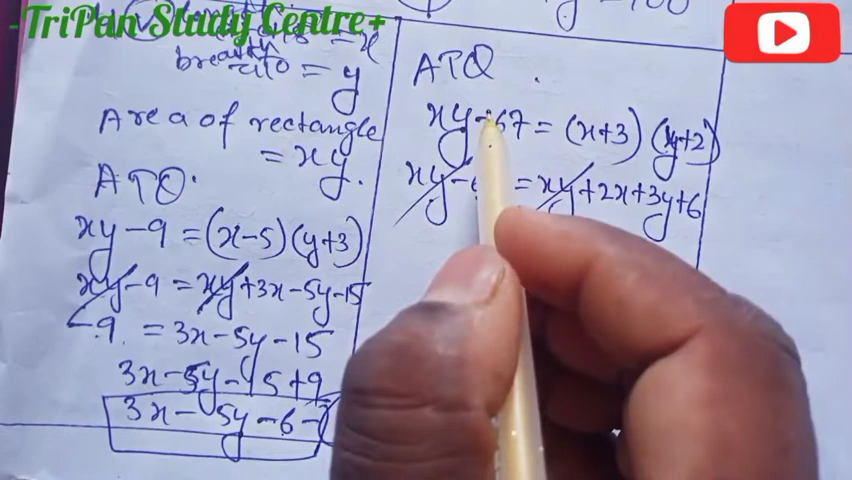 -TriPan Study Centre+
= x
breadth = y
Area of rectangle
= xy.
ATQ.
xy-9 = (x-5) (y+3)
xy-9 = xy+3x-5y-15
-9 = 3x-5y-15
3x-5y-15+9
3x-5y-6-
ATQ.
xy-67 = (x+3) (y+2)
xy- = xy+2x+3y+6